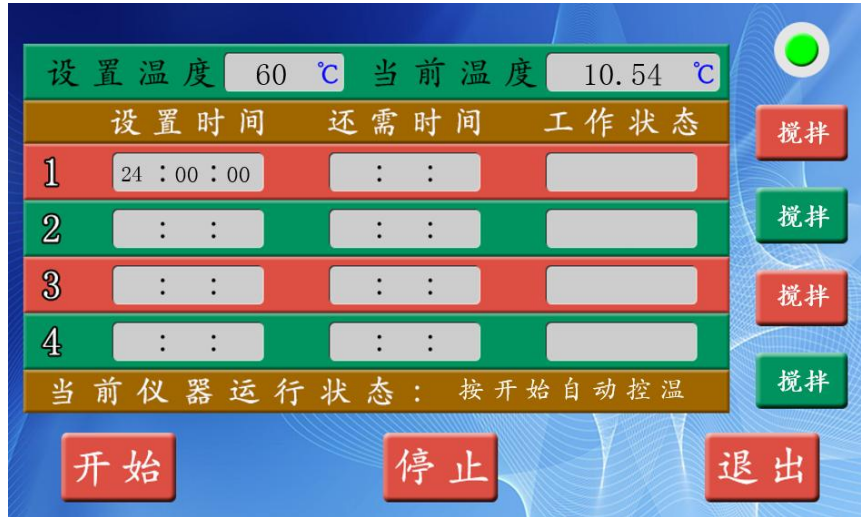 设置温度 60 ℃ 当前温度 10.54 ℃
设置时间 还需时间 工作状态
搅拌
1 24 : 00 : 00 : :
2 : : : :
搅拌
3 : : : :
搅拌
4 : : : :
当前仪器运行状态: 按开始自动控温
搅拌
开始 停止 退出